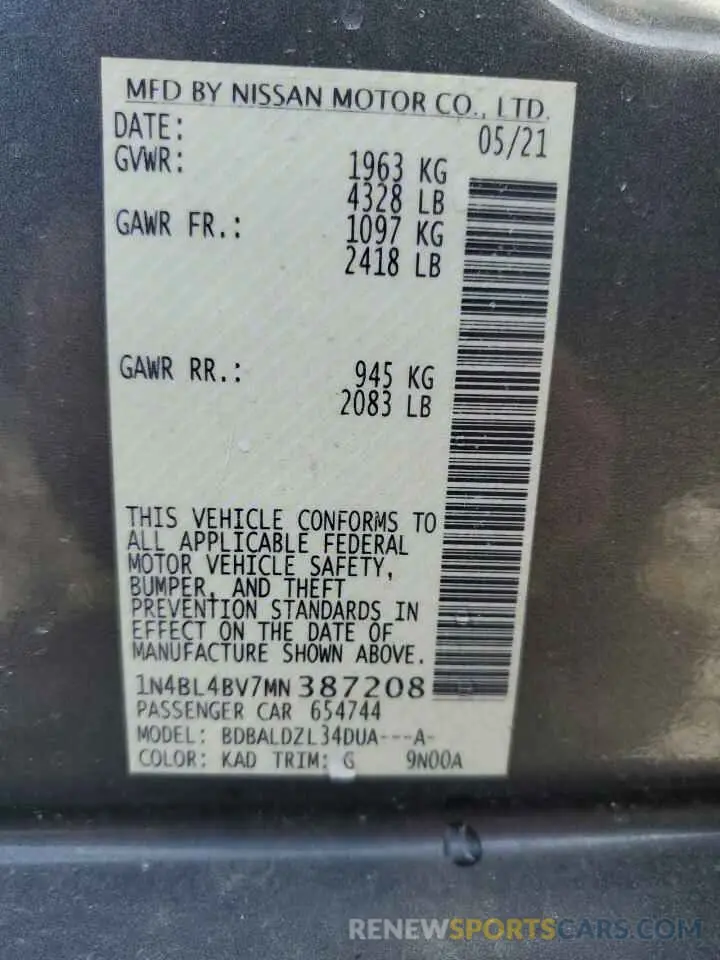 MFD BY NISSAN MOTOR CO., LTD.
DATE: 05/21
GVWR: 1963 KG
4328 LB
GAWR FR.: 1097 KG
2418 LB
GAWR RR.: 945 KG
2083 LB
THIS VEHICLE CONFORMS TO
ALL APPLICABLE FEDERAL
MOTOR VEHICLE SAFETY,
BUMPER, AND THEFT
PREVENTION STANDARDS IN
EFFECT ON THE DATE OF
MANUFACTURE SHOWN ABOVE.
1N4BL4BV7MN387208
PASSENGER CAR 654744
MODEL: BDBALDZL34DUA---A-
COLOR: KAD TRIM: G 9N00A
RENEWSPORTSCARS.COM